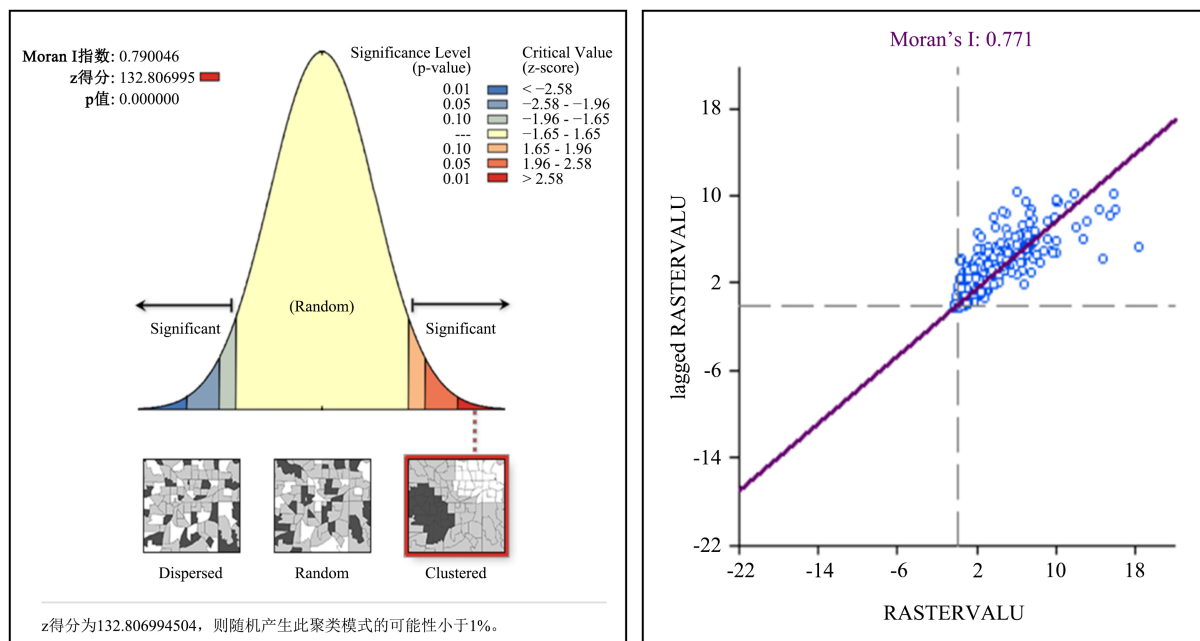 Moran I指数: 0.790046
z得分: 132.806995
p值: 0.000000
Significance Level
(p-value)
Critical Value
(z-score)
0.01 < −2.58
0.05 −2.58 - −1.96
0.10 −1.96 - −1.65
--- −1.65 - 1.65
0.10 1.65 - 1.96
0.05 1.96 - 2.58
0.01 > 2.58
(Random)
Significant
Significant
Dispersed
Random
Clustered
z得分为132.806994504，则随机产生此聚类模式的可能性小于1%。
Moran’s I: 0.771
lagged RASTERVALU
18
10
2
-6
-14
-22
-22 -14 -6 2 10 18
RASTERVALU